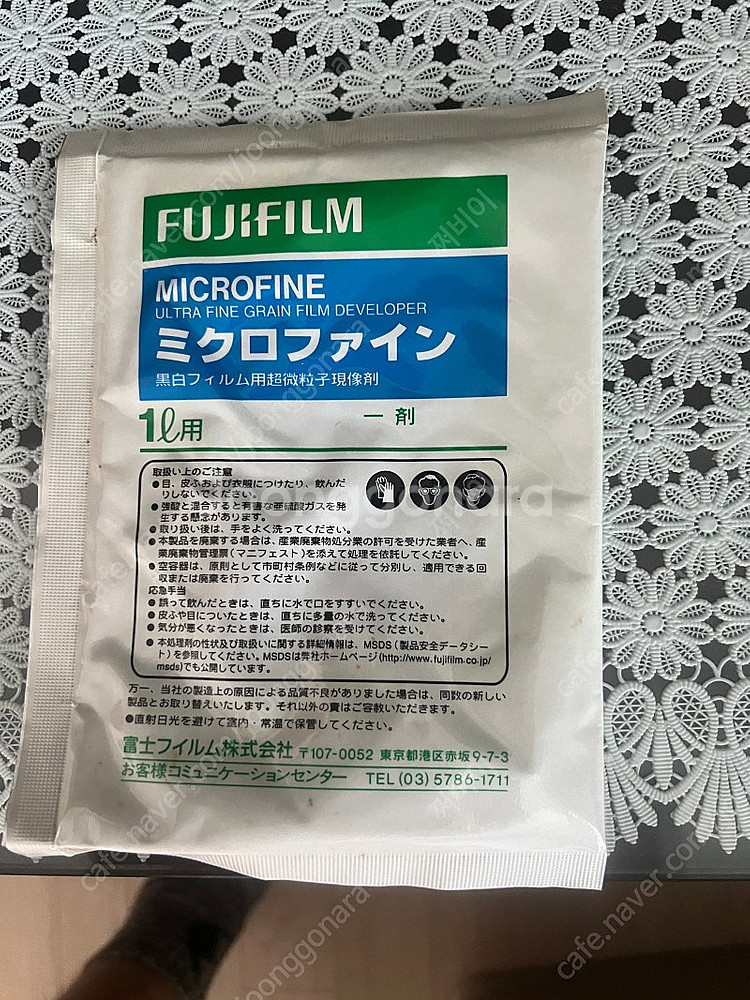 FUJIFILM
MICROFINE
ULTRA FINE GRAIN FILM DEVELOPER
ミクロファイン
黒白フィルム用超微粒子現像剤
1ℓ用 一剤
取扱い上のご注意
●目、皮ふおよび衣服につけたり、飲んだ
りしないでください。
●強酸と混合すると有害な亜硫酸ガスを発
生する懸念があります。
●取り扱い後は、手をよく洗ってください。
●本製品を廃棄する場合は、産業廃棄物処分業の許可を受けた業者へ、産
業廃棄物管理票(マニフェスト)を添えて処理を依託してください。
●空容器は、原則として市町村条例などに従って分別し、適用できる回
収または廃棄を行ってください。
応急手当
●誤って飲んだときは、直ちに水で口をすすいでください。
●皮ふや目についたときは、直ちに多量の水で洗ってください。
●気分が悪くなったときは、医師の診察を受けてください。
●本処理剤の性状及び取扱いに関する詳細情報は、MSDS(製品安全データシー
ト)を参照してください。MSDSは弊社ホームページ(http://www.fujifilm.co.jp/
msds)でも公開しています。
万一、当社の製造上の原因による品質不良がありました場合は、同数の新しい
製品とお取り替えいたします。それ以外の責はご容赦いただきます。
●直射日光を避けて室内・常温で保管してください。
富士フイルム株式会社 〒107-0052 東京都港区赤坂9-7-3
お客様コミュニケーションセンター TEL (03) 5786-1711
joonggonara
cafe.naver.com/joonggonara
쩌비이